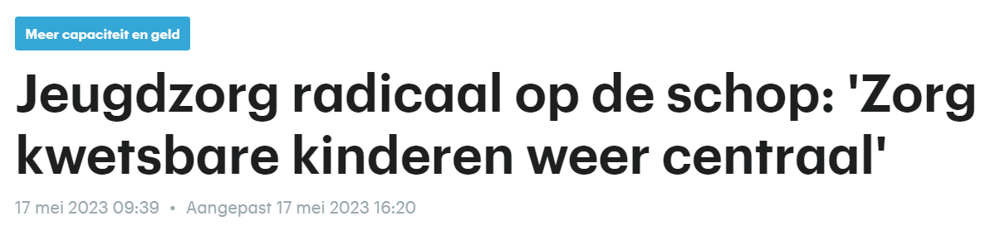 Meer capaciteit en geld
Jeugdzorg radicaal op de schop: 'Zorg
kwetsbare kinderen weer centraal'
17 mei 2023 09:39 • Aangepast 17 mei 2023 16:20